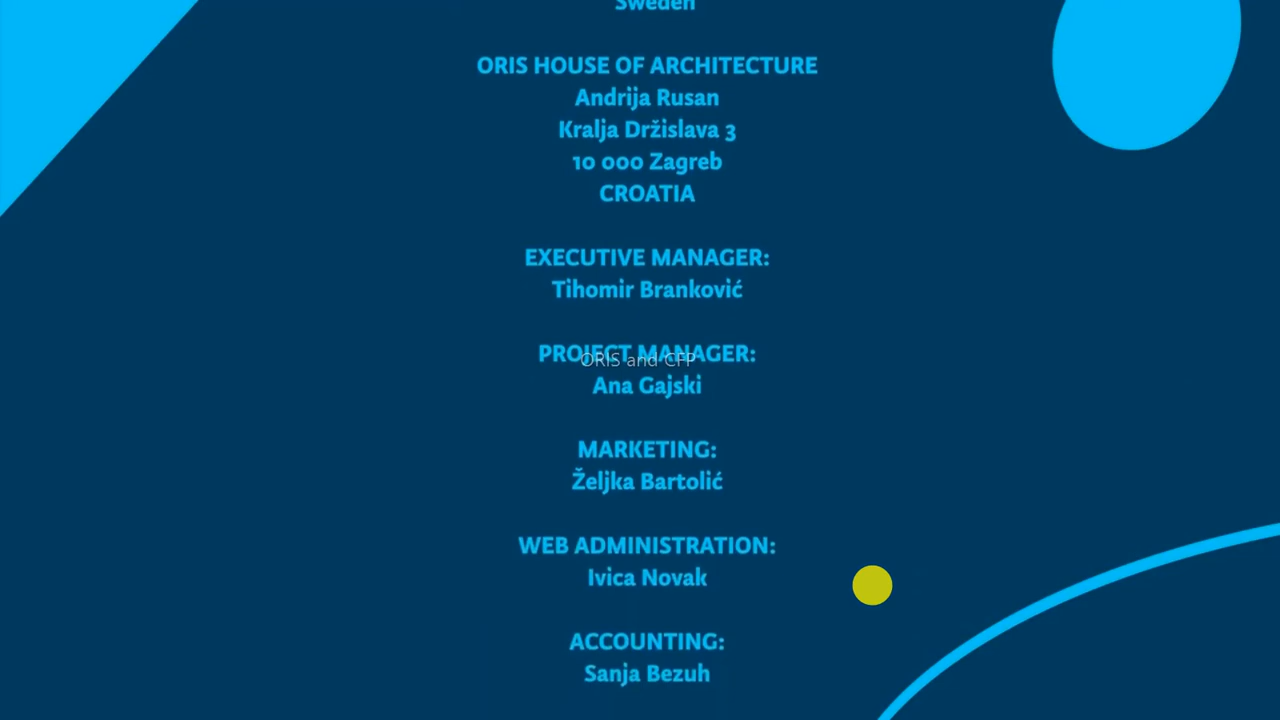 Sweden
ORIS HOUSE OF ARCHITECTURE
Andrija Rusan
Kralja Držislava 3
10 000 Zagreb
CROATIA
EXECUTIVE MANAGER:
Tihomir Branković
PROJECT MANAGER:
ORIS and CFP
Ana Gajski
MARKETING:
Željka Bartolić
WEB ADMINISTRATION:
Ivica Novak
ACCOUNTING:
Sanja Bezuh